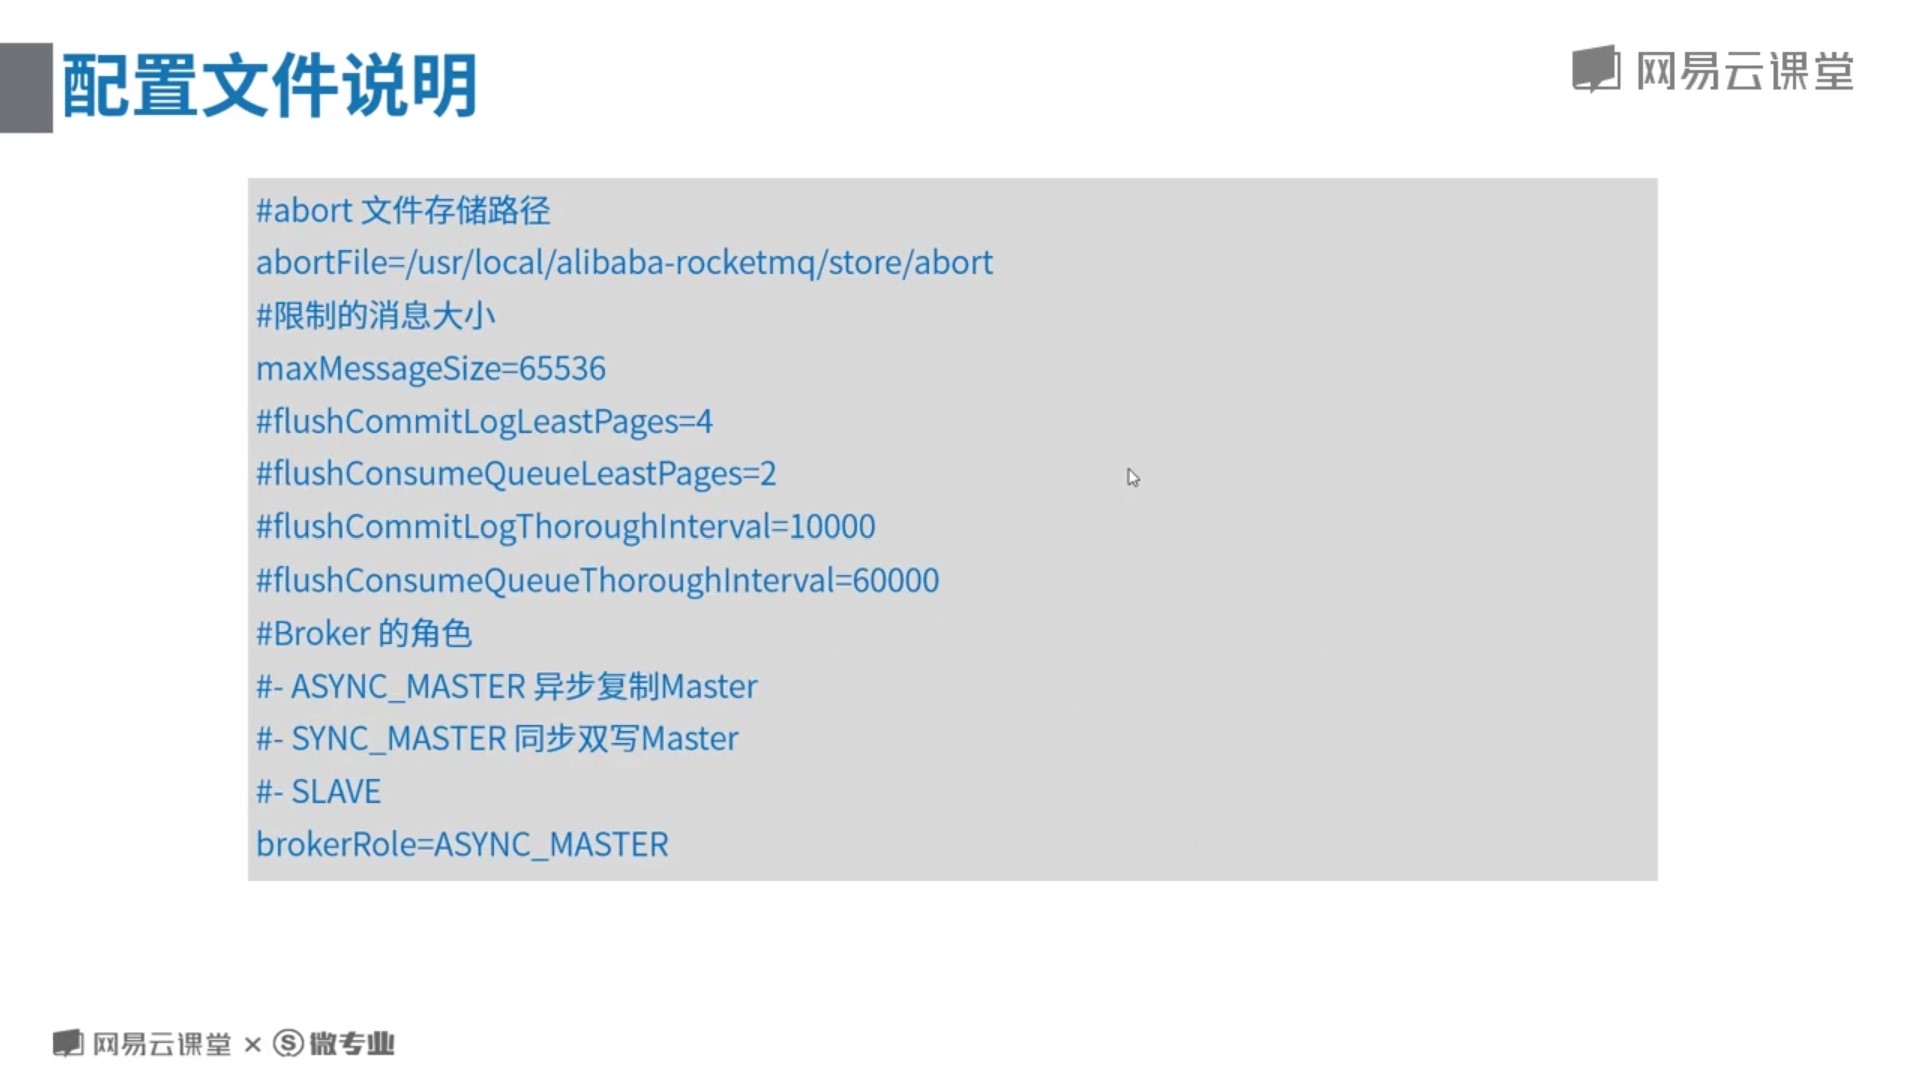 配置文件说明
网易云课堂
#abort 文件存储路径
abortFile=/usr/local/alibaba-rocketmq/store/abort
#限制的消息大小
maxMessageSize=65536
#flushCommitLogLeastPages=4
#flushConsumeQueueLeastPages=2
#flushCommitLogThoroughInterval=10000
#flushConsumeQueueThoroughInterval=60000
#Broker 的角色
#- ASYNC_MASTER 异步复制Master
#- SYNC_MASTER 同步双写Master
#- SLAVE
brokerRole=ASYNC_MASTER
网易云课堂 × S 微专业